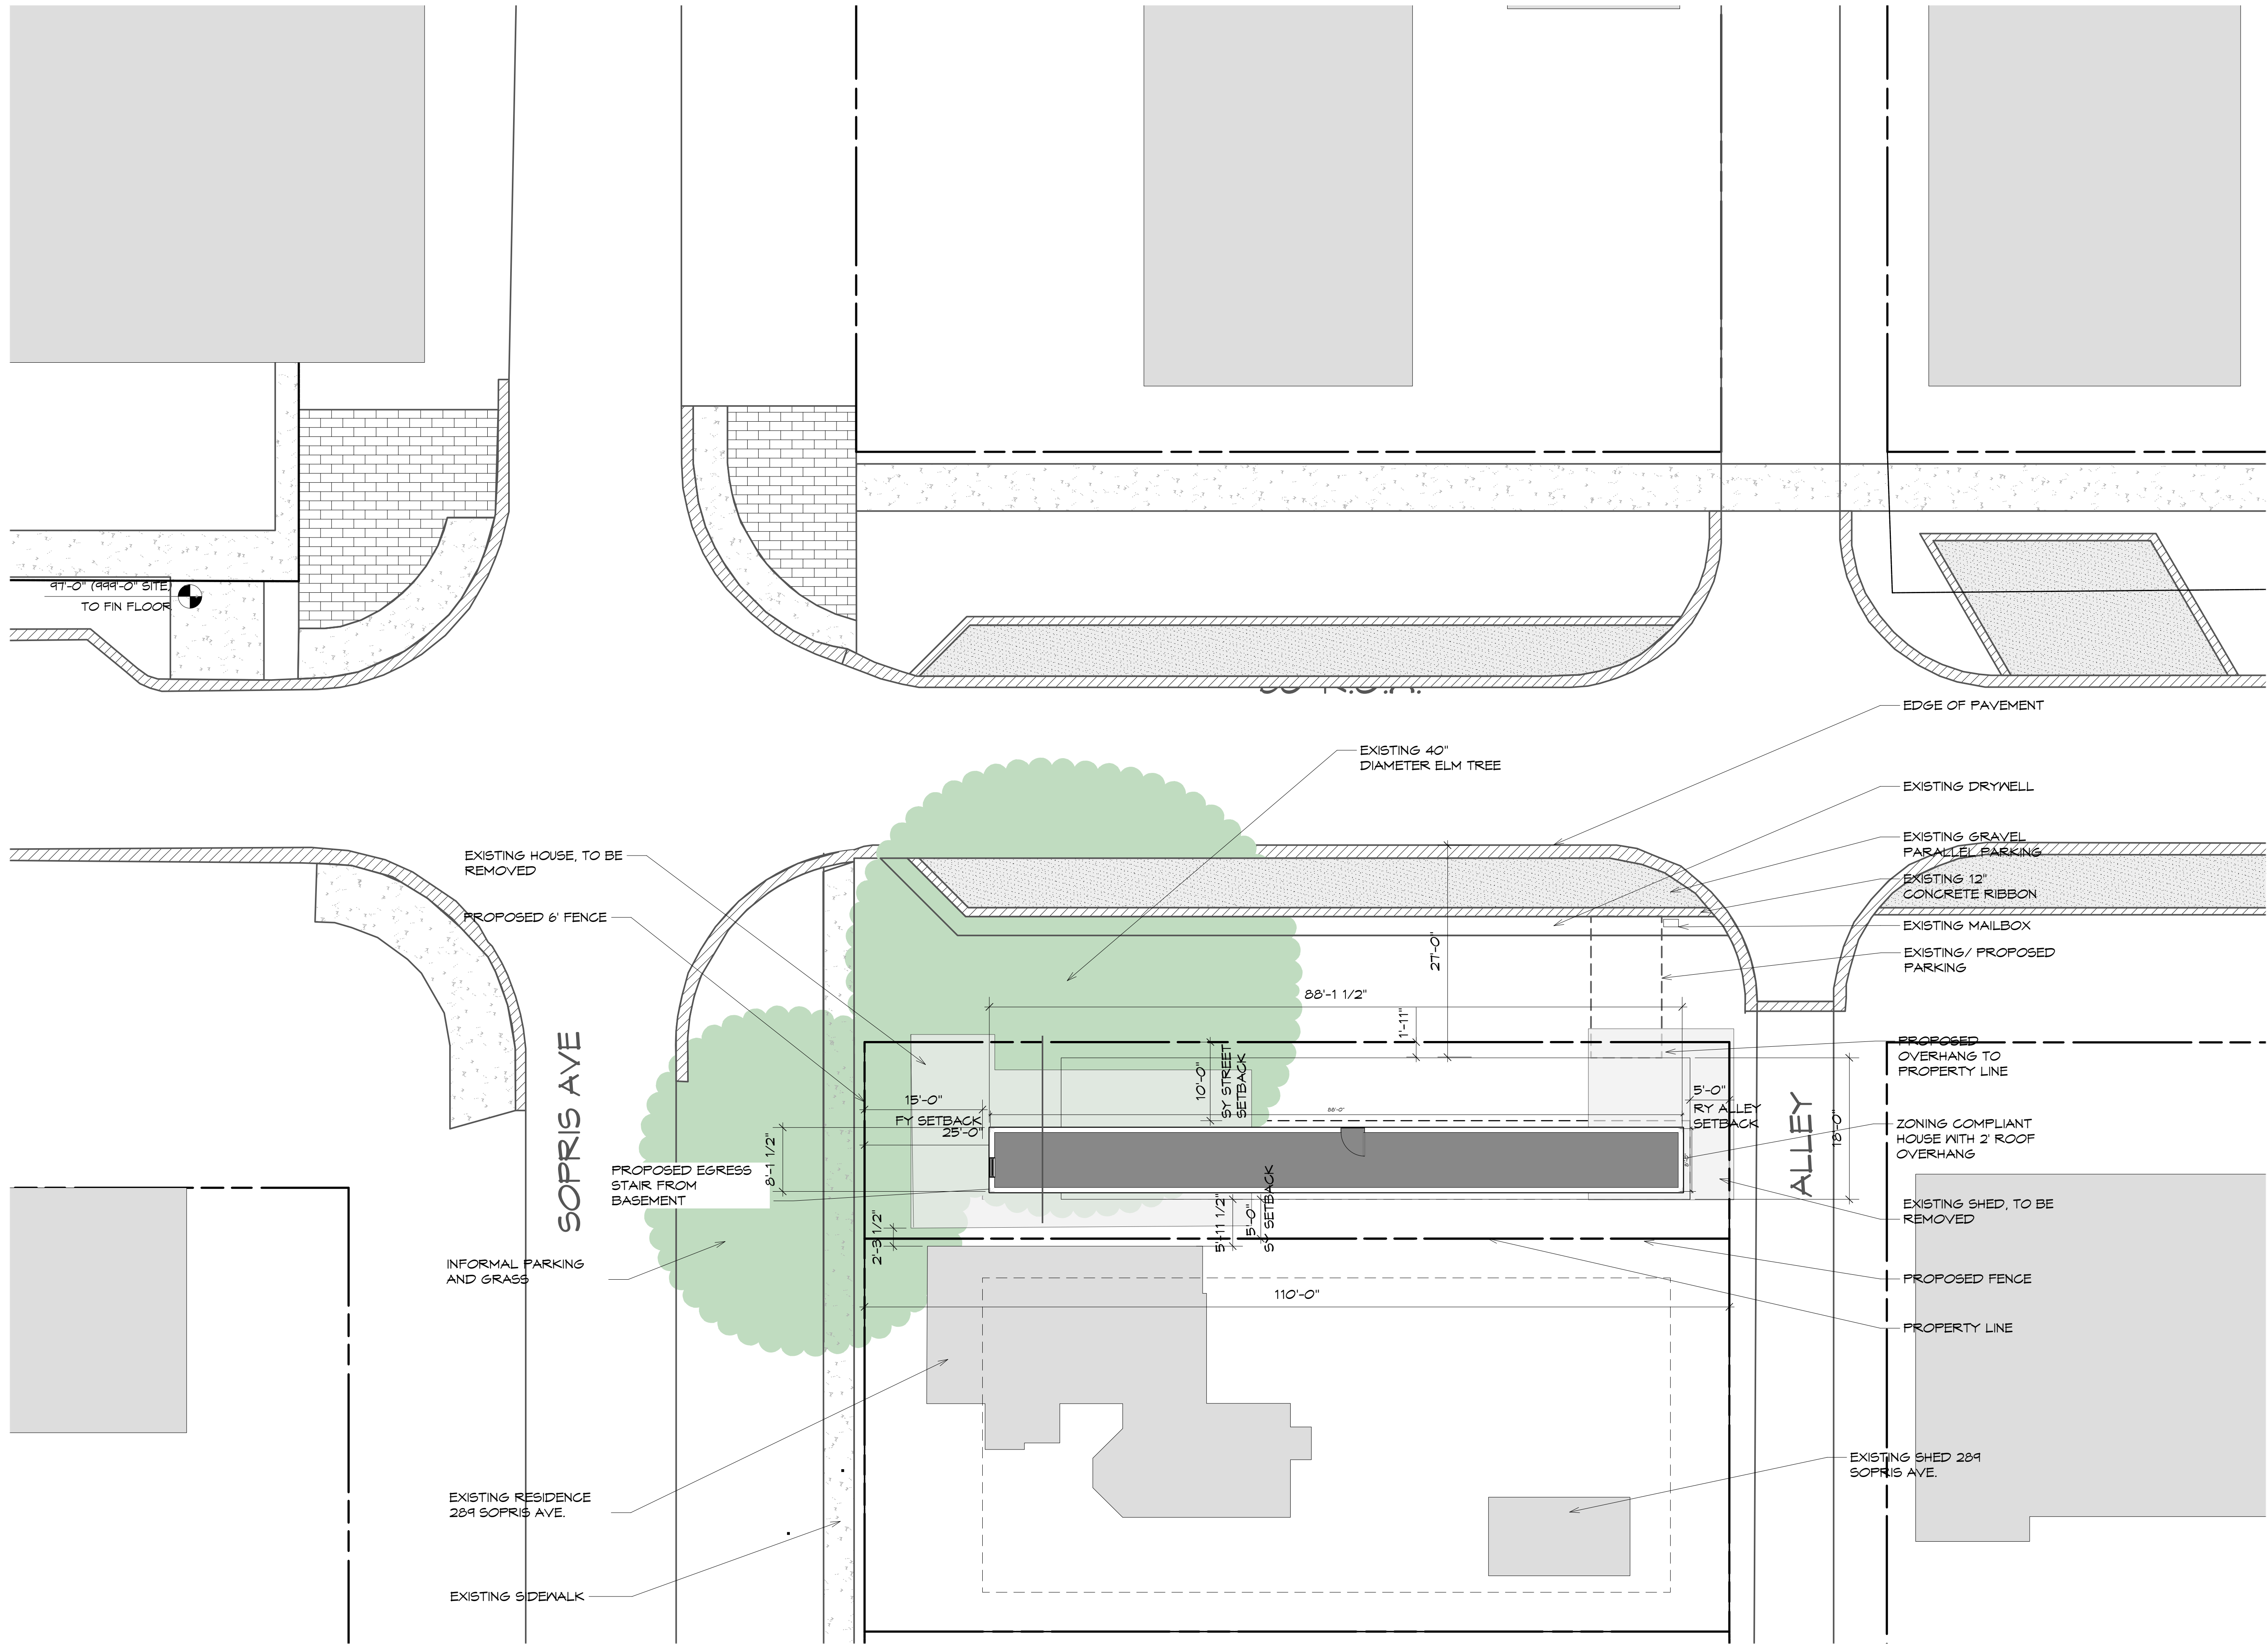 97'-0" (999'-0" SITE)
TO FIN FLOOR
EDGE OF PAVEMENT
EXISTING 40"
DIAMETER ELM TREE
EXISTING DRYWELL
EXISTING GRAVEL
PARALLEL PARKING
EXISTING HOUSE, TO BE
REMOVED
EXISTING 12"
CONCRETE RIBBON
PROPOSED 6' FENCE
EXISTING MAILBOX
27'-0"
EXISTING/ PROPOSED
PARKING
88'-1 1/2"
1'-11"
SOPRIS AVE
PROPOSED
OVERHANG TO
PROPERTY LINE
10'-0"
SY STREET
SETBACK
15'-0"
FY SETBACK
25'-0"
88'-0"
5'-0"
RY ALLEY
SETBACK
ALLEY
18'-0"
ZONING COMPLIANT
HOUSE WITH 2' ROOF
OVERHANG
8'-1 1/2"
PROPOSED EGRESS
STAIR FROM
BASEMENT
EXISTING SHED, TO BE
REMOVED
2'-3 1/2"
5'-11 1/2"
5'-0"
SY SETBACK
INFORMAL PARKING
AND GRASS
PROPOSED FENCE
110'-0"
PROPERTY LINE
EXISTING SHED 289
SOPRIS AVE.
EXISTING RESIDENCE
289 SOPRIS AVE.
EXISTING SIDEWALK